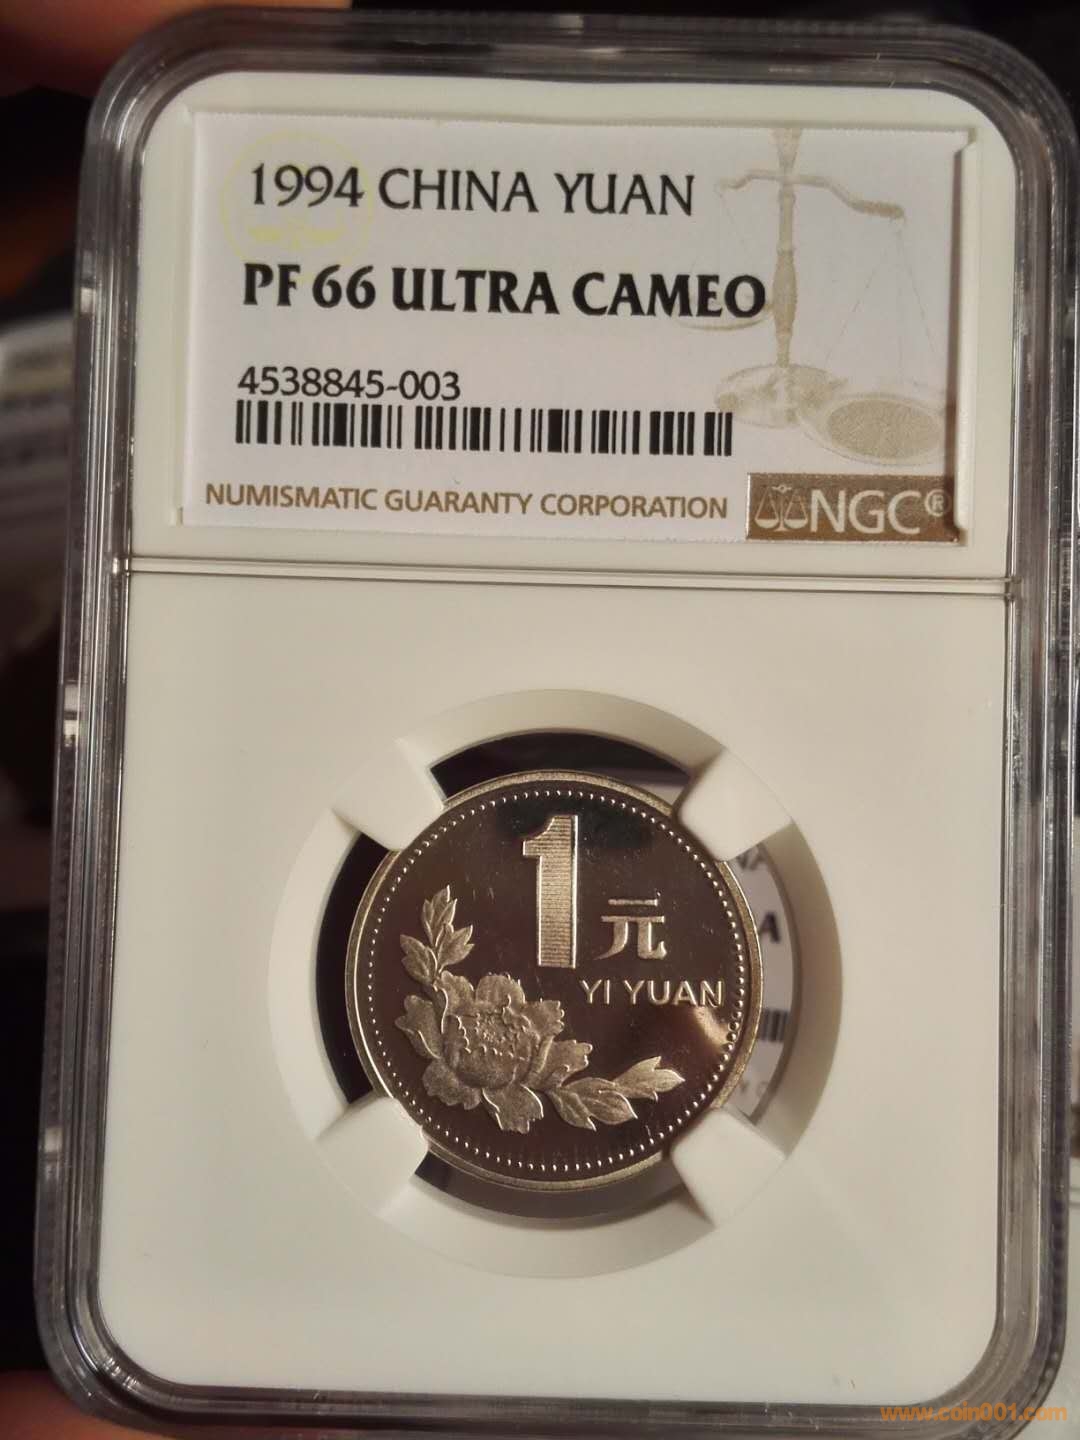 1994 CHINA YUAN
PF 66 ULTRA CAMEO
4538845-003
NUMISMATIC GUARANTY CORPORATION
NGC®
1元
YI YUAN
www.coin001.com